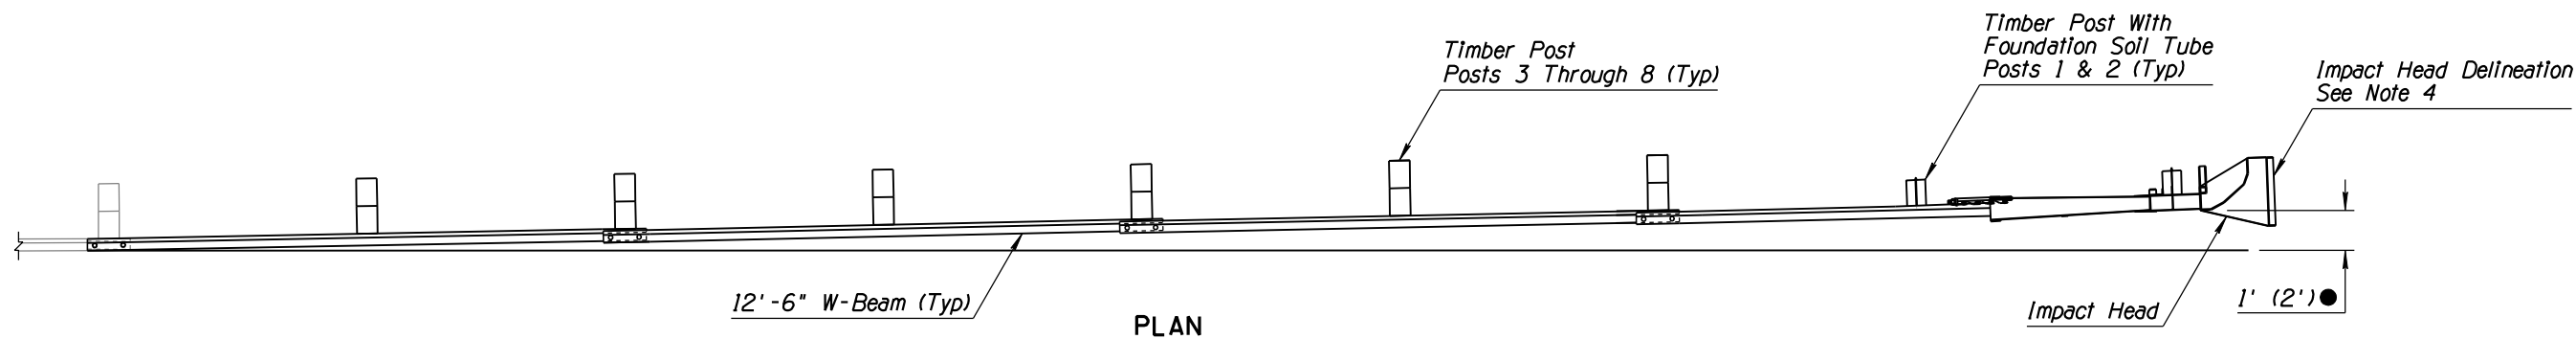 Timber Post With
Foundation Soil Tube
Posts 1 & 2 (Typ)
Timber Post
Posts 3 Through 8 (Typ)
Impact Head Delineation
See Note 4
12'-6" W-Beam (Typ)
Impact Head
1' (2')●
PLAN